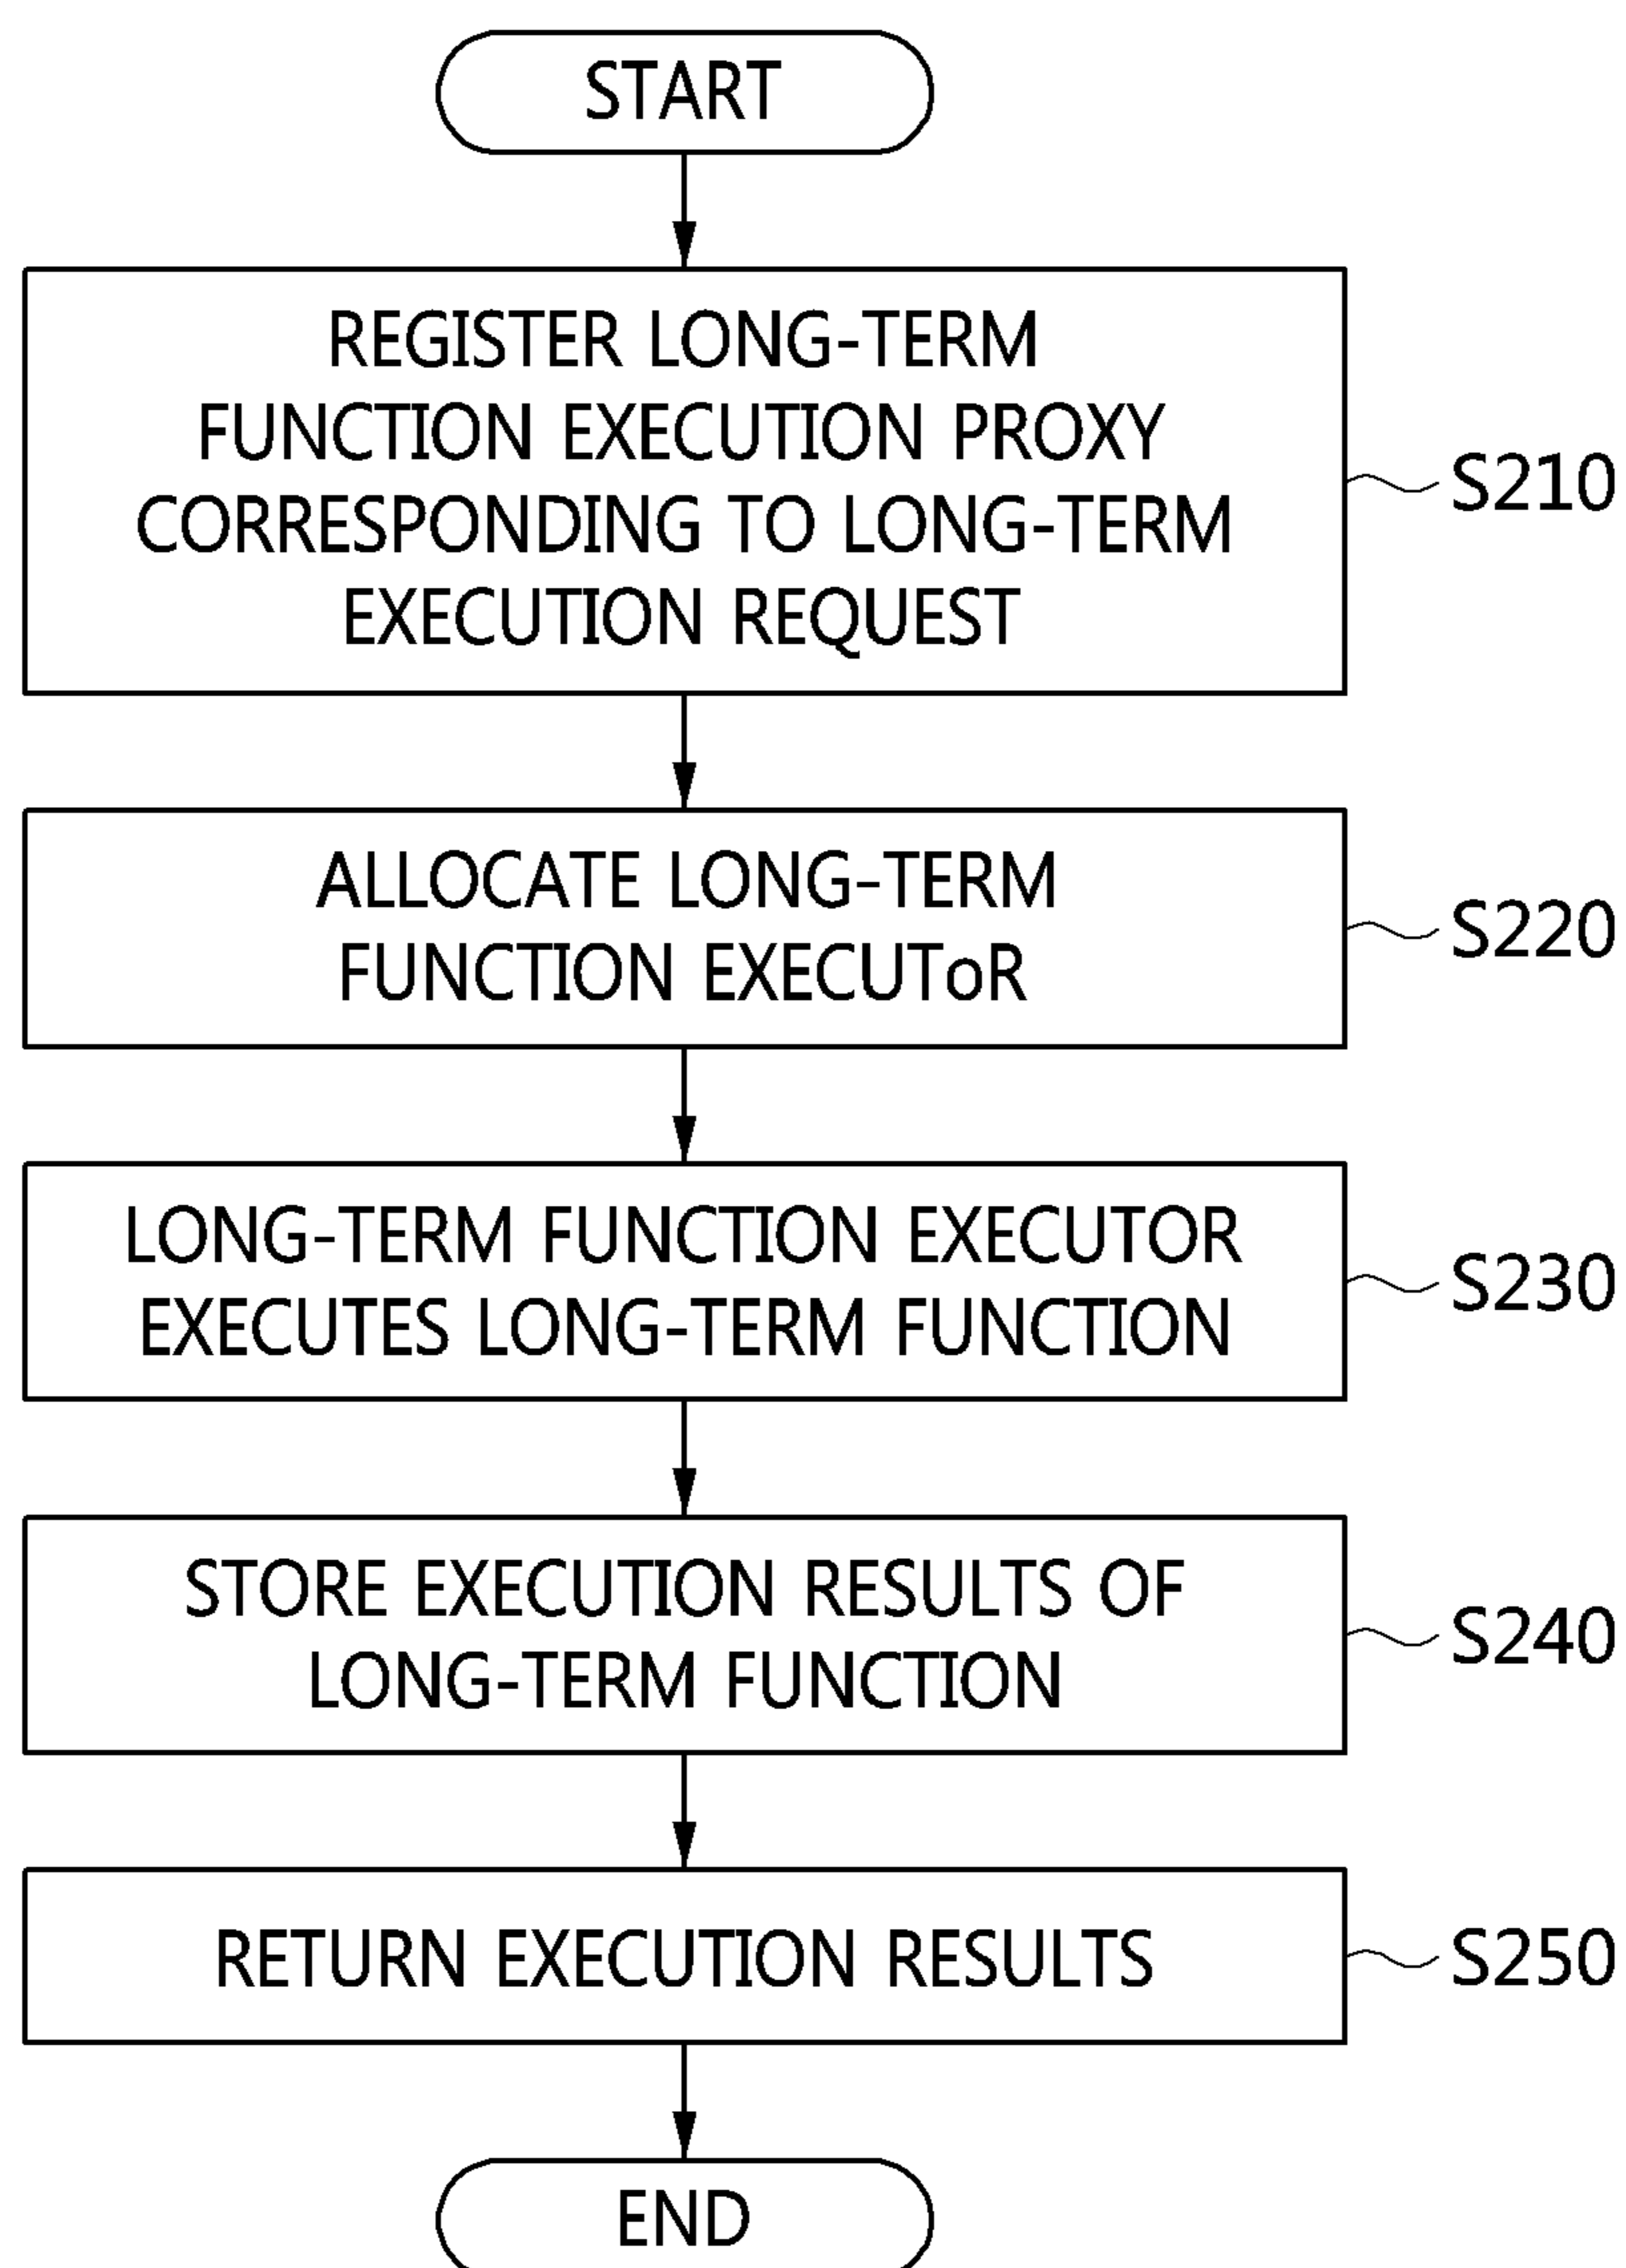 START
REGISTER LONG-TERM
FUNCTION EXECUTION PROXY
CORRESPONDING TO LONG-TERM
EXECUTION REQUEST
S210
ALLOCATE LONG-TERM
FUNCTION EXECUToR
S220
LONG-TERM FUNCTION EXECUTOR
EXECUTES LONG-TERM FUNCTION
S230
STORE EXECUTION RESULTS OF
LONG-TERM FUNCTION
S240
RETURN EXECUTION RESULTS
S250
END